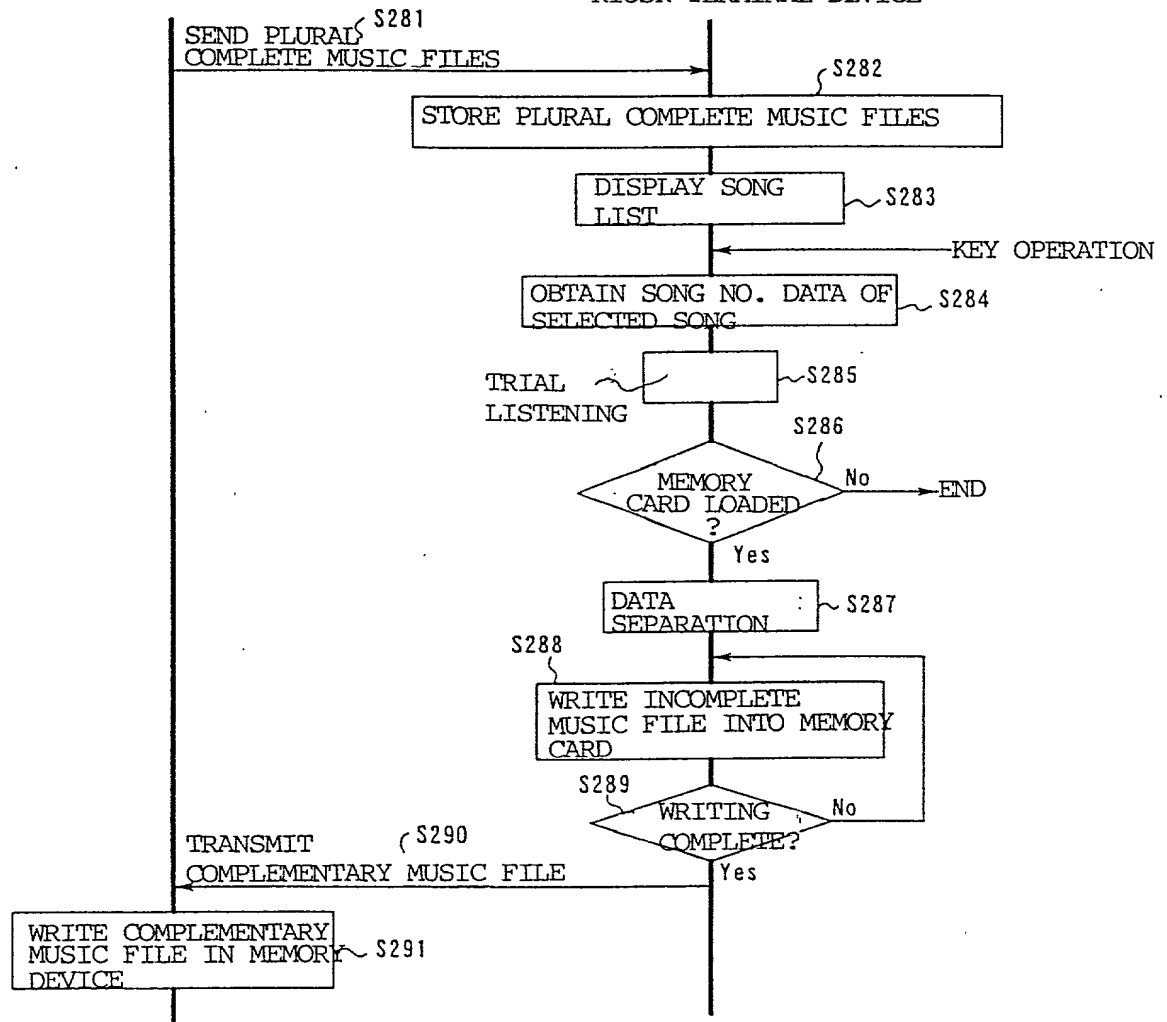 KIOSK TERMINAL DEVICE
S281
SEND PLURAL
COMPLETE MUSIC FILES
S282
STORE PLURAL COMPLETE MUSIC FILES
DISPLAY SONG
LIST
S283
KEY OPERATION
OBTAIN SONG NO. DATA OF
SELECTED SONG
S284
TRIAL
LISTENING
S285
S286
MEMORY
CARD LOADED
?
No
END
Yes
DATA
SEPARATION
S287
S288
WRITE INCOMPLETE
MUSIC FILE INTO MEMORY
CARD
S289
WRITING
COMPLETE?
No
Yes
TRANSMIT
COMPLEMENTARY MUSIC FILE
S290
WRITE COMPLEMENTARY
MUSIC FILE IN MEMORY
DEVICE
S291